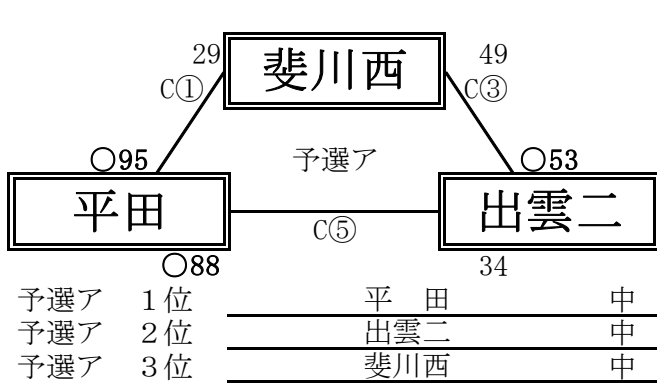 29 斐川西 49
C① C③
○95 予選ア ○53
平田 C⑤ 出雲二
○88 34
予選ア 1位 平 田 中
予選ア 2位 出雲二 中
予選ア 3位 斐川西 中